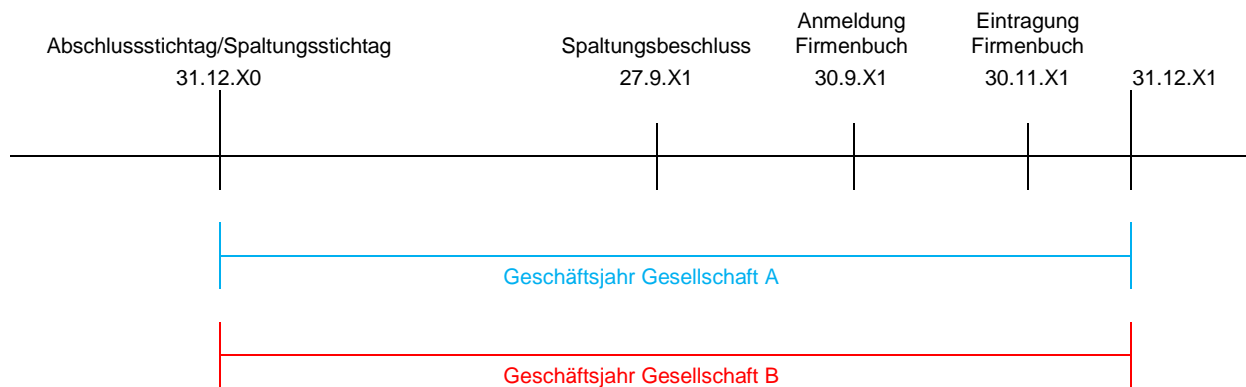 Abschlussstichtag/Spaltungsstichtag
31.12.X0
Spaltungsbeschluss
27.9.X1
Anmeldung
Firmenbuch
30.9.X1
Eintragung
Firmenbuch
30.11.X1
31.12.X1
Geschäftsjahr Gesellschaft A
Geschäftsjahr Gesellschaft B